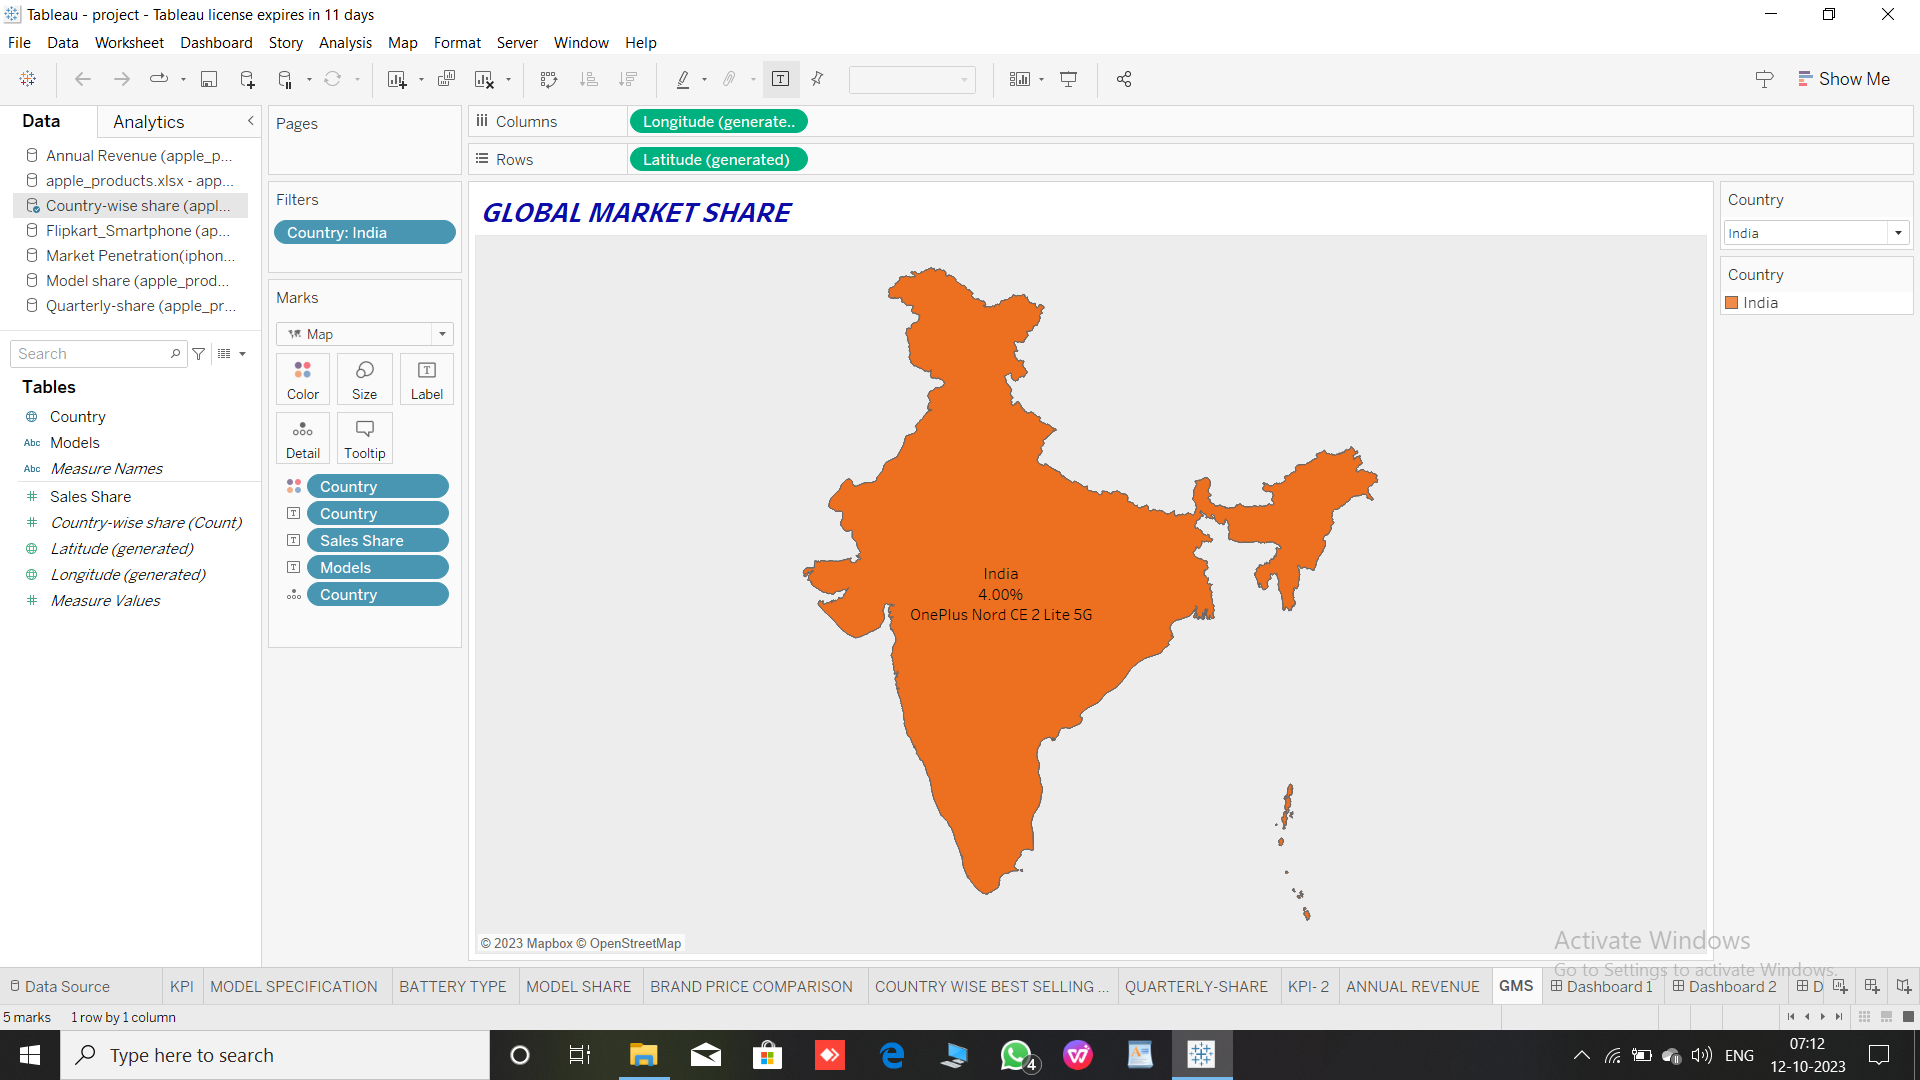 Tableau - project - Tableau license expires in 11 days
File Data Worksheet Dashboard Story Analysis Map Format Server Window Help
Show Me
Data Analytics
Annual Revenue (apple_p...
apple_products.xlsx - app...
Country-wise share (appl...
Flipkart_Smartphone (ap...
Market Penetration(iphon...
Model share (apple_prod...
Quarterly-share (apple_pr...
Search
Tables
Country
Abc Models
Abc Measure Names
Sales Share
Country-wise share (Count)
Latitude (generated)
Longitude (generated)
Measure Values
Pages
Filters
Country: India
Marks
Map
Color Size Label
Detail Tooltip
Country
Country
Sales Share
Models
Country
Columns Longitude (generate..
Rows Latitude (generated)
GLOBAL MARKET SHARE
India
4.00%
OnePlus Nord CE 2 Lite 5G
© 2023 Mapbox © OpenStreetMap
Country
India
Country
India
Activate Windows
Go to Settings to activate Windows.
Data Source KPI MODEL SPECIFICATION BATTERY TYPE MODEL SHARE BRAND PRICE COMPARISON COUNTRY WISE BEST SELLING ... QUARTERLY-SHARE KPI- 2 ANNUAL REVENUE GMS Dashboard 1 Dashboard 2 D
5 marks 1 row by 1 column
Type here to search
4
ENG
07:12
12-10-2023